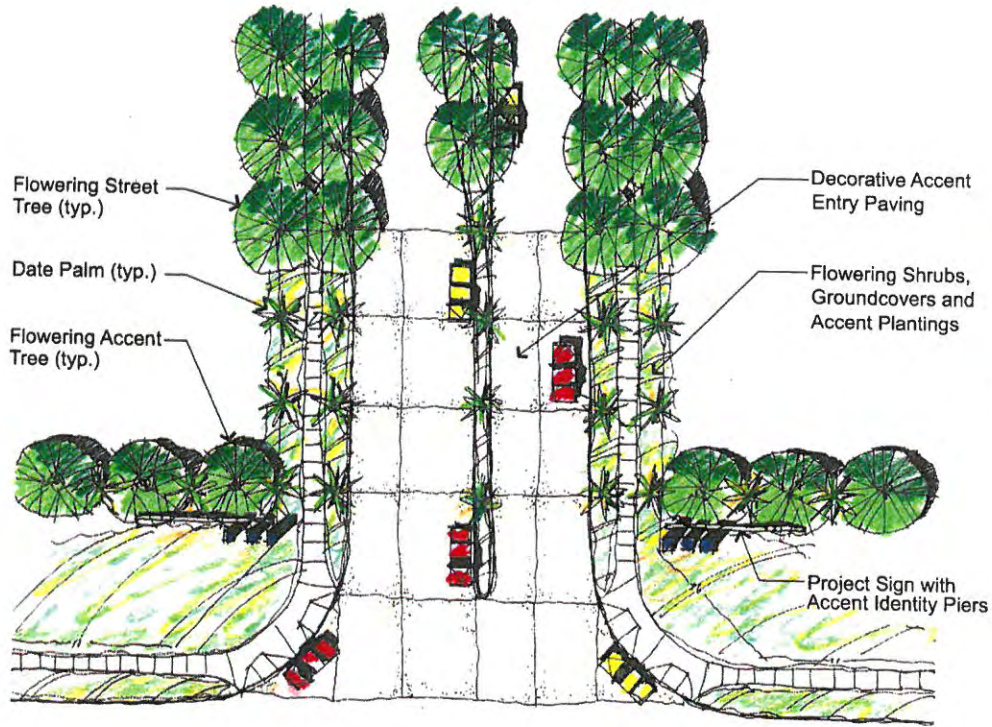 Flowering Street
Tree (typ.)
Date Palm (typ.)
Flowering Accent
Tree (typ.)
Decorative Accent
Entry Paving
Flowering Shrubs,
Groundcovers and
Accent Plantings
Project Sign with
Accent Identity Piers